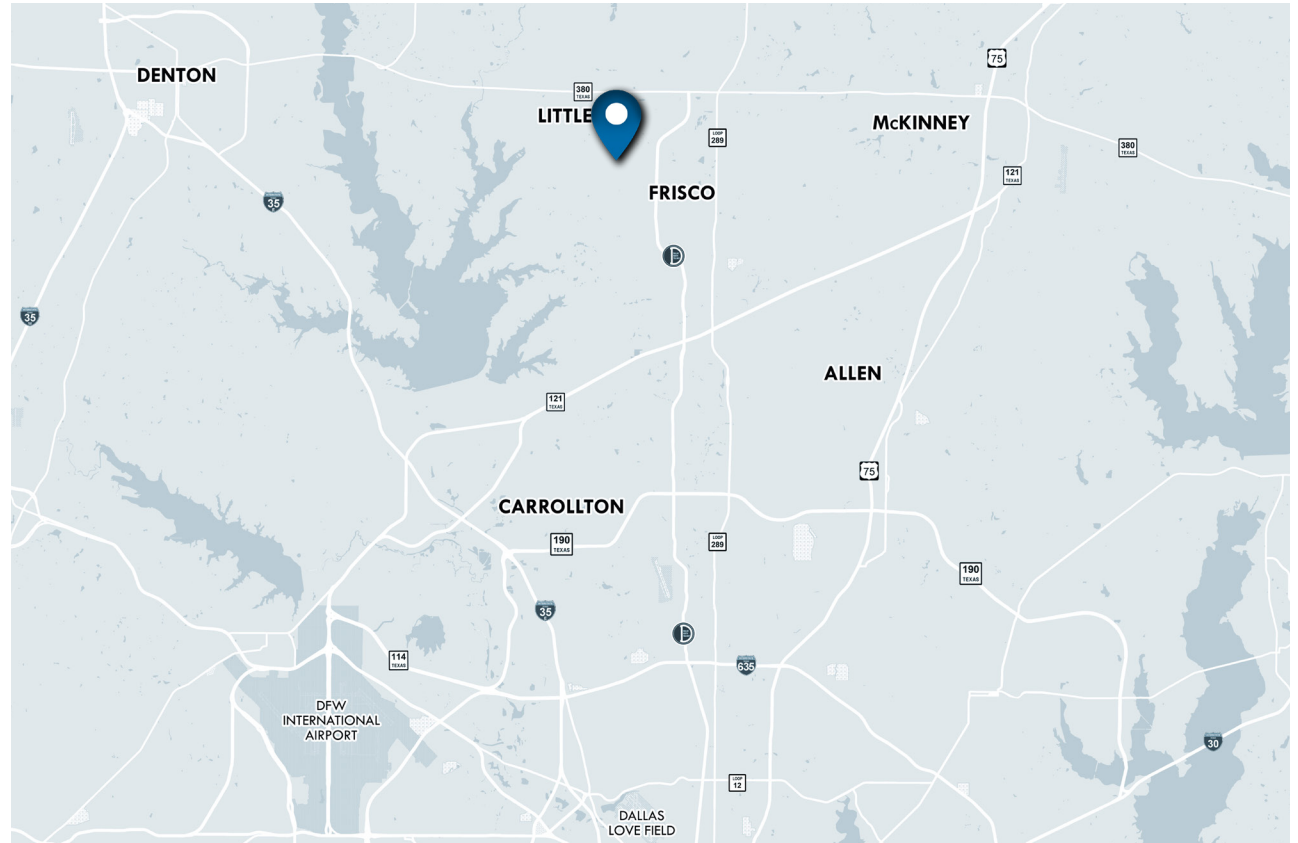 DENTON
75
380
TEXAS
LITTLE
McKINNEY
LOOP
289
380
TEXAS
121
TEXAS
FRISCO
35
35
ALLEN
121
TEXAS
75
CARROLLTON
190
TEXAS
LOOP
289
190
TEXAS
35
E
114
TEXAS
635
DFW
INTERNATIONAL
AIRPORT
30
LOOP
12
DALLAS
LOVE FIELD